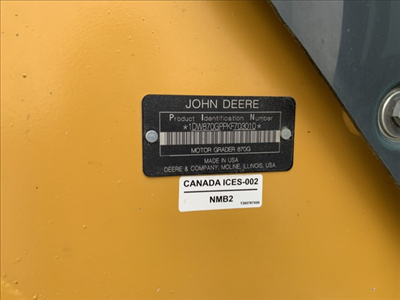 JOHN DEERE
Product Identification Number
*1DW870GPPKF703010*
MOTOR GRADER 870G
MADE IN USA
DEERE & COMPANY MOLINE, ILLINOIS, USA
CANADA ICES-002
NMB2